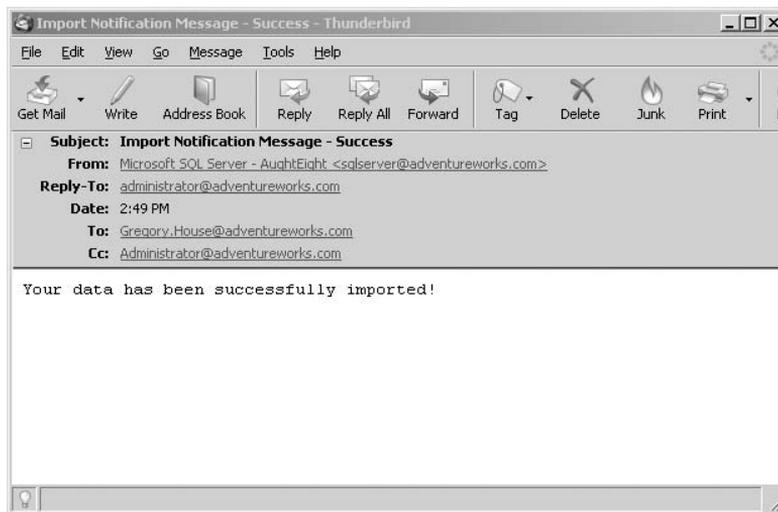 Import Notification Message - Success - Thunderbird
File Edit View Go Message Tools Help
Get Mail Write Address Book Reply Reply All Forward Tag Delete Junk Print
Subject: Import Notification Message - Success
From: Microsoft SQL Server - AughtEight <sqlserver@adventureworks.com>
Reply-To: administrator@adventureworks.com
Date: 2:49 PM
To: Gregory.House@adventureworks.com
Cc: Administrator@adventureworks.com
Your data has been successfully imported!